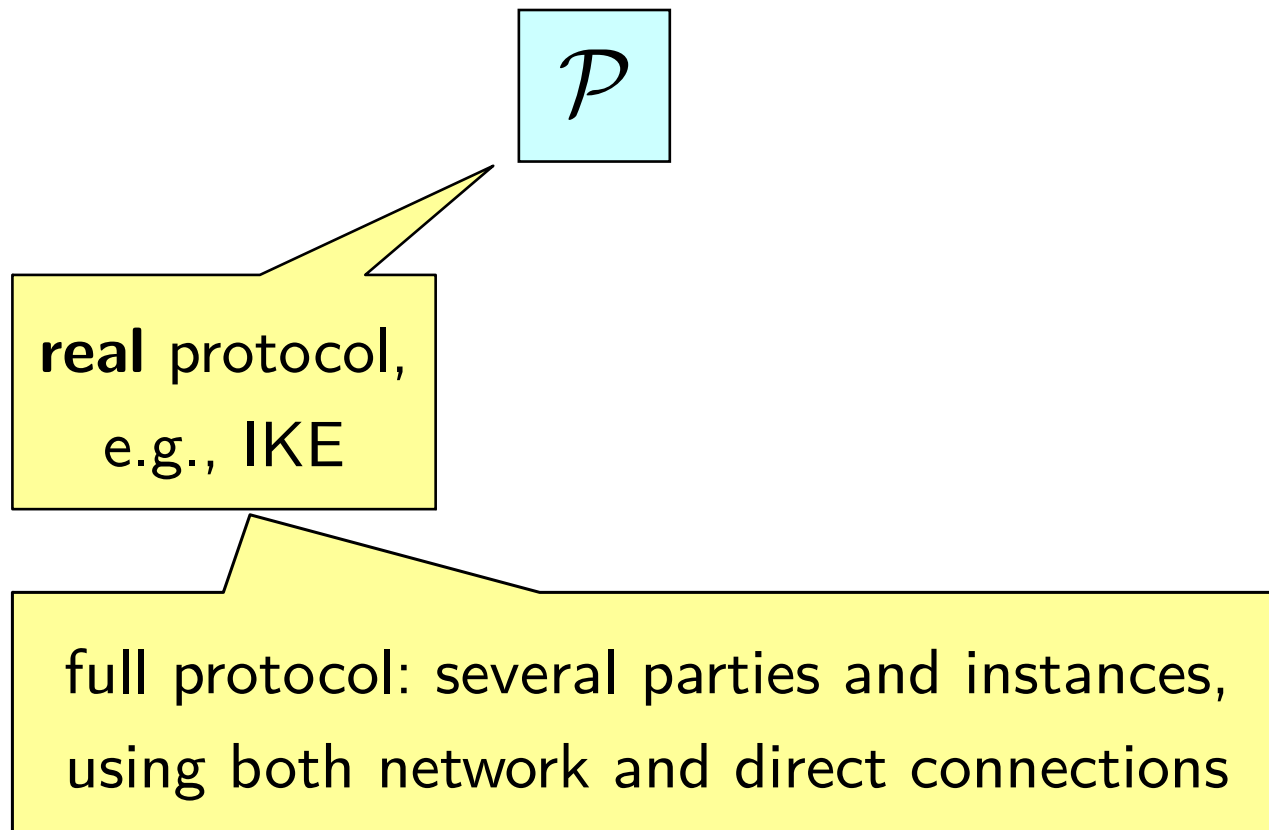 𝒫
real protocol,
e.g., IKE
full protocol: several parties and instances,
using both network and direct connections